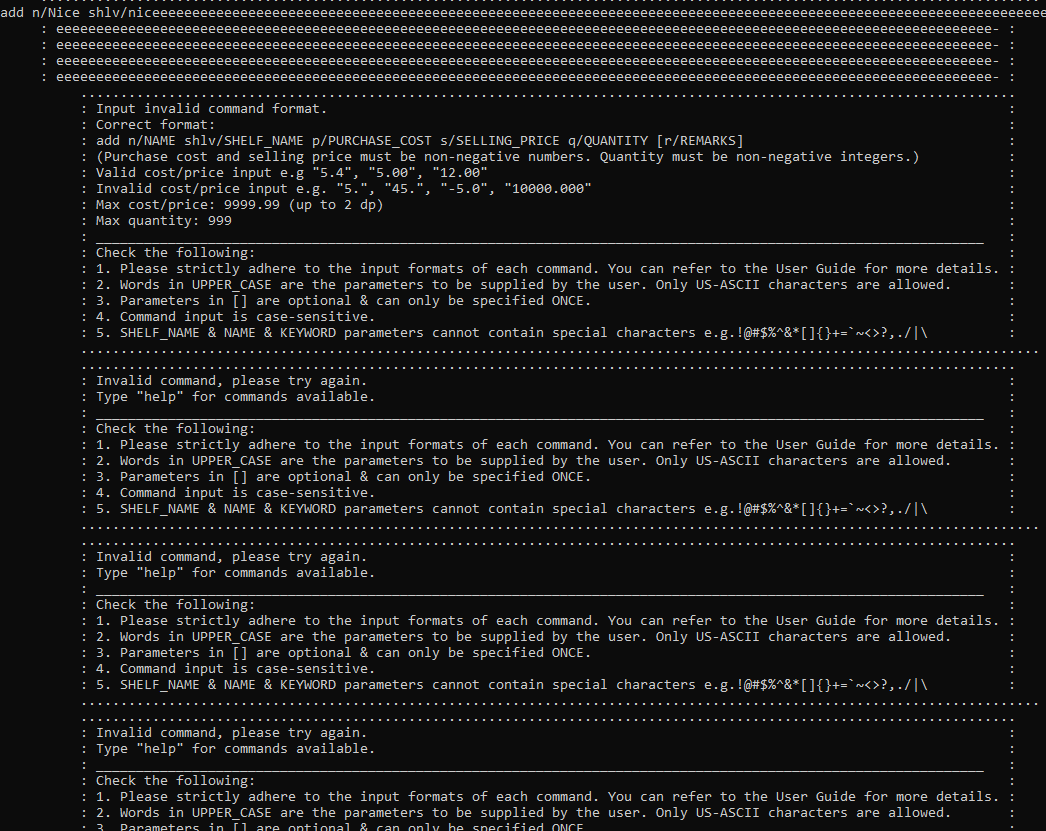 add n/Nice shlv/niceeeeeeeeeeeeeeeeeeeeeeeeeeeeeeeeeeeeeeeeeeeeeeeeeeeeeeeeeeeeeeeeeeeeeeeeeeeeeeeeeeeeeeeeeeeeeeeeeeeeeeeeeeeeeeee
: eeeeeeeeeeeeeeeeeeeeeeeeeeeeeeeeeeeeeeeeeeeeeeeeeeeeeeeeeeeeeeeeeeeeeeeeeeeeeeeeeeeeeeeeeeeeeeeeeeeeeeeeeeeeeeeeeeeee- :
: eeeeeeeeeeeeeeeeeeeeeeeeeeeeeeeeeeeeeeeeeeeeeeeeeeeeeeeeeeeeeeeeeeeeeeeeeeeeeeeeeeeeeeeeeeeeeeeeeeeeeeeeeeeeeeeeeeeee- :
: eeeeeeeeeeeeeeeeeeeeeeeeeeeeeeeeeeeeeeeeeeeeeeeeeeeeeeeeeeeeeeeeeeeeeeeeeeeeeeeeeeeeeeeeeeeeeeeeeeeeeeeeeeeeeeeeeeeee- :
: eeeeeeeeeeeeeeeeeeeeeeeeeeeeeeeeeeeeeeeeeeeeeeeeeeeeeeeeeeeeeeeeeeeeeeeeeeeeeeeeeeeeeeeeeeeeeeeeeeeeeeeeeeeeeeeeeeeee- :
: Input invalid command format. :
: Correct format: :
: add n/NAME shlv/SHELF_NAME p/PURCHASE_COST s/SELLING_PRICE q/QUANTITY [r/REMARKS] :
: (Purchase cost and selling price must be non-negative numbers. Quantity must be non-negative integers.) :
: Valid cost/price input e.g "5.4", "5.00", "12.00" :
: Invalid cost/price input e.g. "5.", "45.", "-5.0", "10000.000" :
: Max cost/price: 9999.99 (up to 2 dp) :
: Max quantity: 999 :
: Check the following: :
: 1. Please strictly adhere to the input formats of each command. You can refer to the User Guide for more details. :
: 2. Words in UPPER_CASE are the parameters to be supplied by the user. Only US-ASCII characters are allowed. :
: 3. Parameters in [] are optional & can only be specified ONCE. :
: 4. Command input is case-sensitive. :
: 5. SHELF_NAME & NAME & KEYWORD parameters cannot contain special characters e.g.!@#$%^&*[]{}+=`~<>?,./|\ :
: Invalid command, please try again. :
: Type "help" for commands available. :
: Check the following: :
: 1. Please strictly adhere to the input formats of each command. You can refer to the User Guide for more details. :
: 2. Words in UPPER_CASE are the parameters to be supplied by the user. Only US-ASCII characters are allowed. :
: 3. Parameters in [] are optional & can only be specified ONCE. :
: 4. Command input is case-sensitive. :
: 5. SHELF_NAME & NAME & KEYWORD parameters cannot contain special characters e.g.!@#$%^&*[]{}+=`~<>?,./|\ :
: Invalid command, please try again. :
: Type "help" for commands available. :
: Check the following: :
: 1. Please strictly adhere to the input formats of each command. You can refer to the User Guide for more details. :
: 2. Words in UPPER_CASE are the parameters to be supplied by the user. Only US-ASCII characters are allowed. :
: 3. Parameters in [] are optional & can only be specified ONCE. :
: 4. Command input is case-sensitive. :
: 5. SHELF_NAME & NAME & KEYWORD parameters cannot contain special characters e.g.!@#$%^&*[]{}+=`~<>?,./|\ :
: Invalid command, please try again. :
: Type "help" for commands available. :
: Check the following: :
: 1. Please strictly adhere to the input formats of each command. You can refer to the User Guide for more details. :
: 2. Words in UPPER_CASE are the parameters to be supplied by the user. Only US-ASCII characters are allowed. :
: 3. Parameters in [] are optional & can only be specified ONCE.